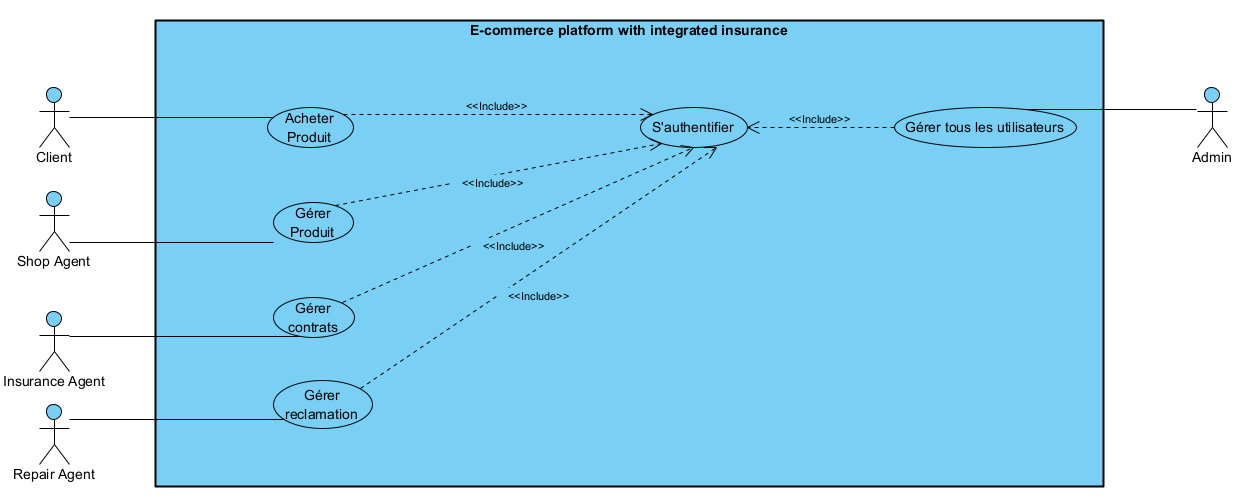 E-commerce platform with integrated insurance
Client
Acheter
Produit
<<Include>>
S'authentifier
<<Include>>
Gérer tous les utilisateurs
Admin
Shop Agent
Gérer
Produit
<<Include>>
<<Include>>
Insurance Agent
Gérer
contrats
<<Include>>
Repair Agent
Gérer
reclamation